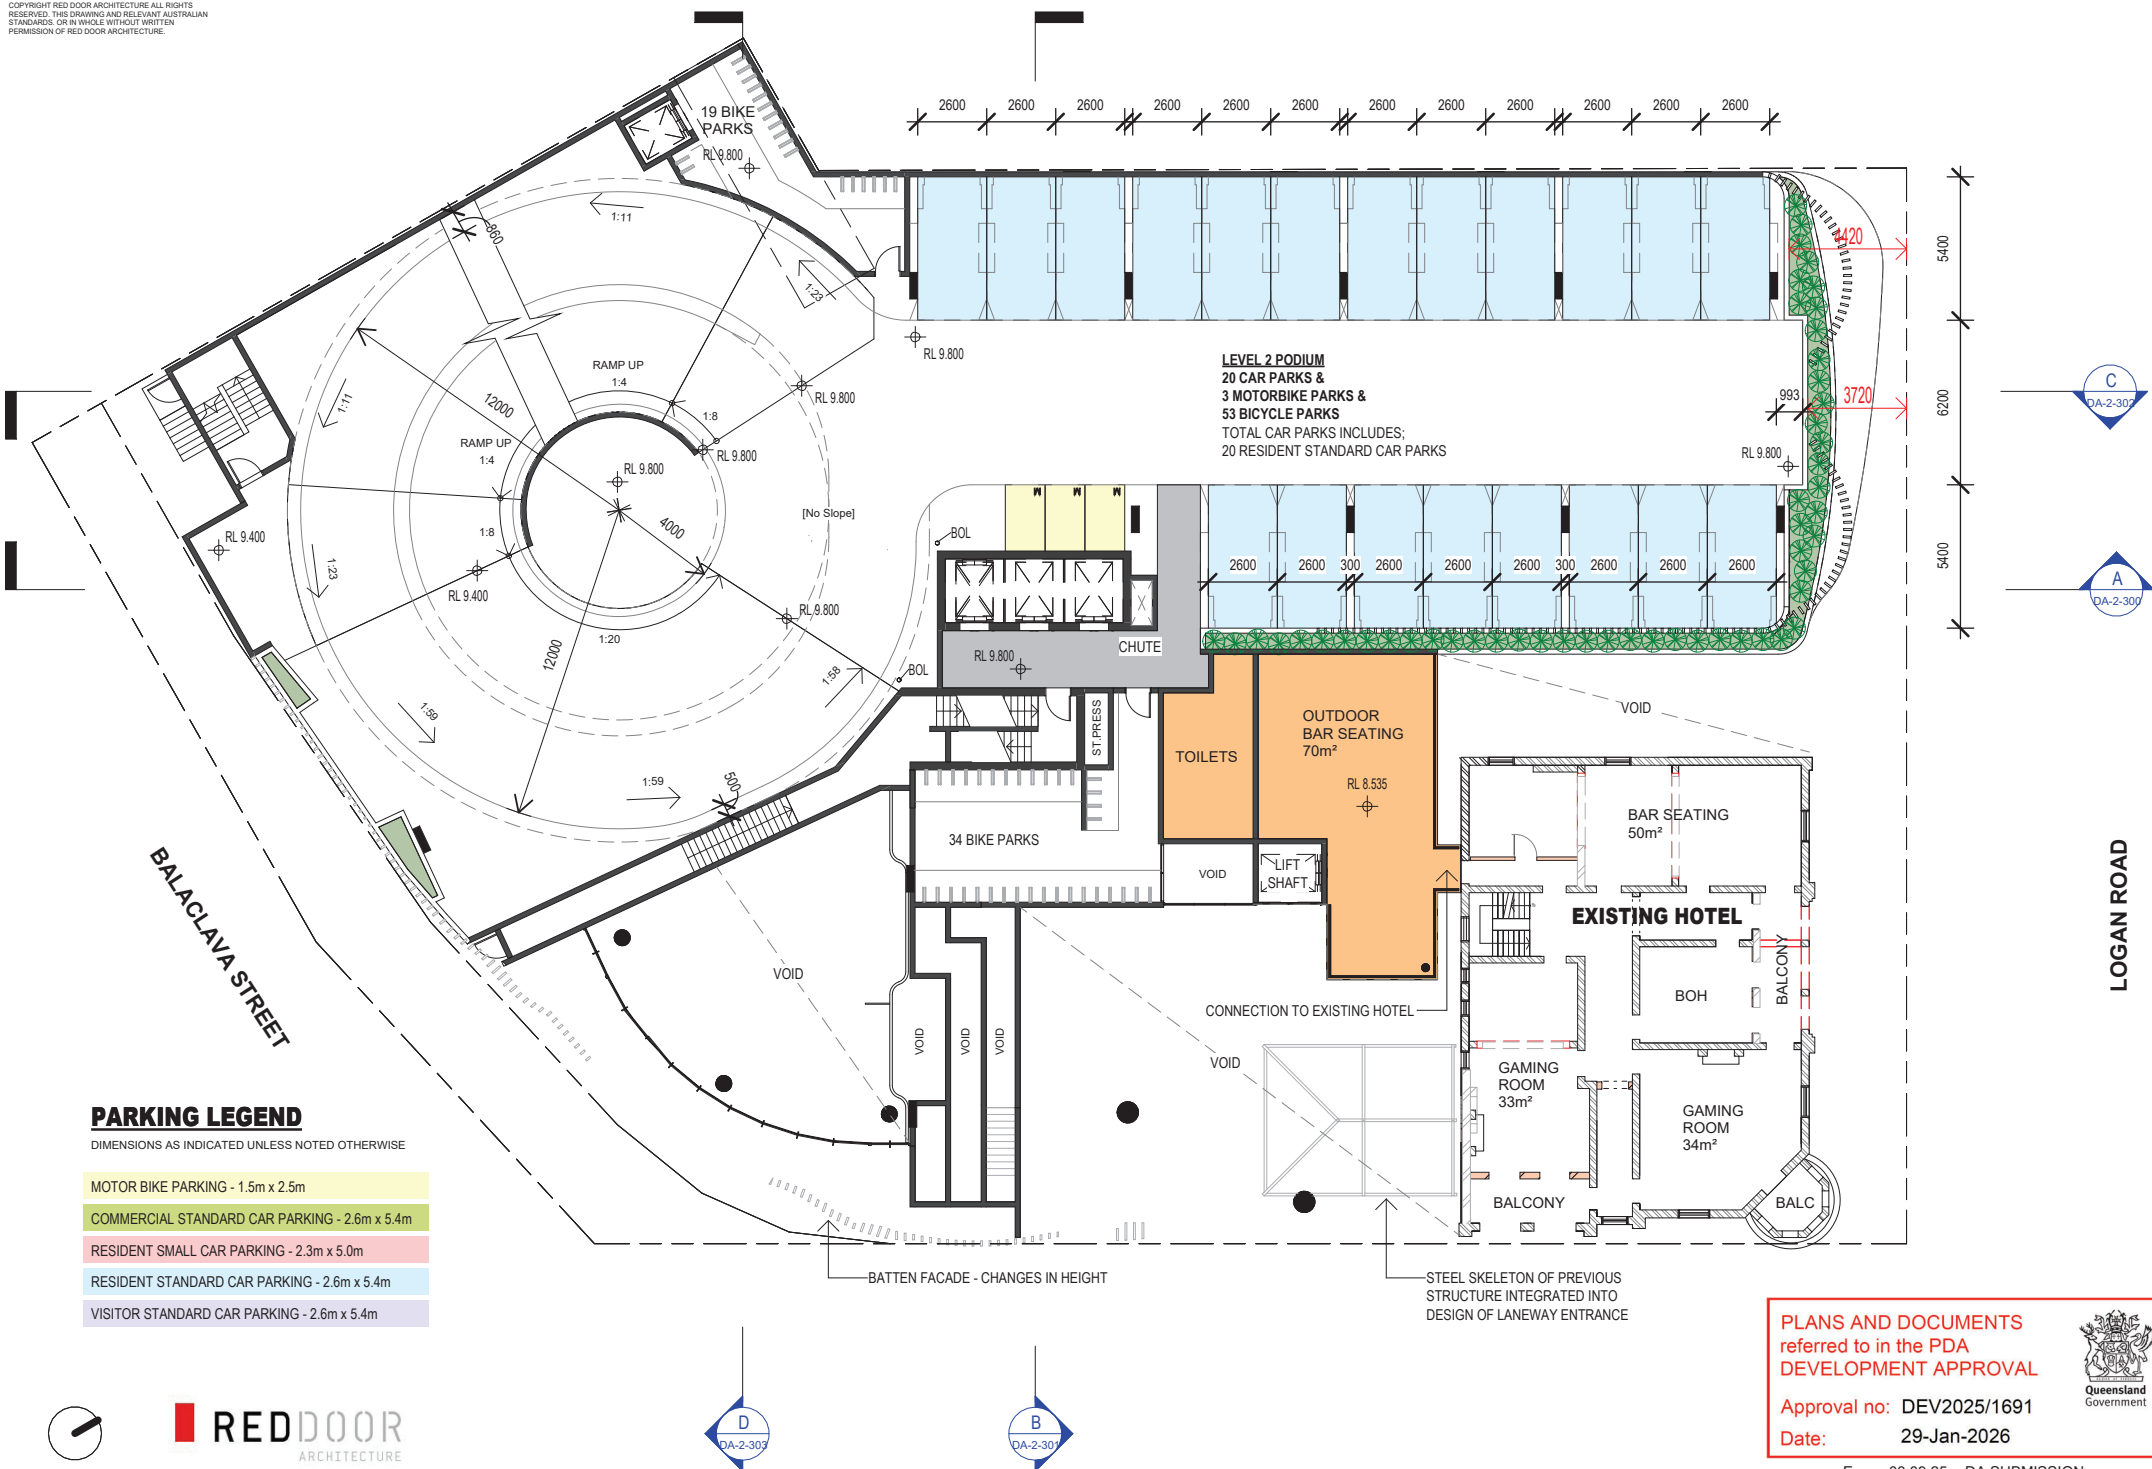 COPYRIGHT RED DOOR ARCHITECTURE ALL RIGHTS
RESERVED. THIS DRAWING AND RELEVANT AUSTRALIAN
STANDARDS. OR IN WHOLE WITHOUT WRITTEN
PERMISSION OF RED DOOR ARCHITECTURE.
2600 2600 2600 2600 2600 2600 2600 2600 2600 2600 2600 2600
19 BIKE
PARKS
RL 9.800
1:11
860
1:23
4420
5400
RL 9.800
LEVEL 2 PODIUM
20 CAR PARKS &
3 MOTORBIKE PARKS &
53 BICYCLE PARKS
TOTAL CAR PARKS INCLUDES;
20 RESIDENT STANDARD CAR PARKS
RAMP UP
1:4
RL 9.800
1:11
12000
1:8
993
3720
6200
C
DA-2-302
RAMP UP
1:4
RL 9.800
RL 9.800
RL 9.800
M M M
4000
[No Slope]
1:8
BOL
RL 9.400
1:23
RL 9.400
2600 2600 300 2600 2600 2600 300 2600 2600 2600
5400
A
DA-2-300
RL 9.800
1:20
12000
CHUTE
RL 9.800
1:58
BOL
1:59
VOID
ST.PRESS
OUTDOOR
BAR SEATING
70m²
TOILETS
RL 8.535
1:59
500
BAR SEATING
50m²
34 BIKE PARKS
VOID
LIFT
SHAFT
BALACLAVA STREET
LOGAN ROAD
EXISTING HOTEL
VOID
BALCONY
BOH
CONNECTION TO EXISTING HOTEL
VOID
VOID
VOID
VOID
GAMING
ROOM
33m²
GAMING
ROOM
34m²
BALCONY
BALC
PARKING LEGEND
DIMENSIONS AS INDICATED UNLESS NOTED OTHERWISE
MOTOR BIKE PARKING - 1.5m x 2.5m
COMMERCIAL STANDARD CAR PARKING - 2.6m x 5.4m
RESIDENT SMALL CAR PARKING - 2.3m x 5.0m
RESIDENT STANDARD CAR PARKING - 2.6m x 5.4m
VISITOR STANDARD CAR PARKING - 2.6m x 5.4m
BATTEN FACADE - CHANGES IN HEIGHT
STEEL SKELETON OF PREVIOUS
STRUCTURE INTEGRATED INTO
DESIGN OF LANEWAY ENTRANCE
REDDOOR
ARCHITECTURE
D
DA-2-303
B
DA-2-301
PLANS AND DOCUMENTS
referred to in the PDA
DEVELOPMENT APPROVAL
Approval no: DEV2025/1691
Date: 29-Jan-2026
Queensland
Government